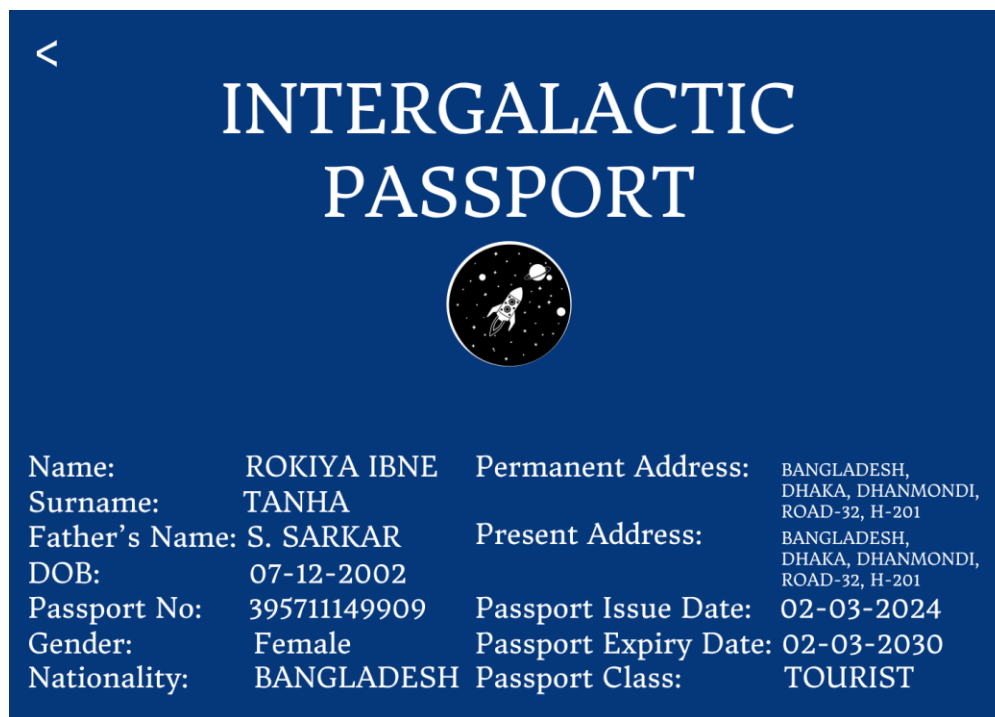 <
INTERGALACTIC
PASSPORT
Name: ROKIYA IBNE
Surname: TANHA
Father’s Name: S. SARKAR
DOB: 07-12-2002
Passport No: 395711149909
Gender: Female
Nationality: BANGLADESH
Permanent Address: BANGLADESH,
DHAKA, DHANMONDI,
ROAD-32, H-201
Present Address: BANGLADESH,
DHAKA, DHANMONDI,
ROAD-32, H-201
Passport Issue Date: 02-03-2024
Passport Expiry Date: 02-03-2030
Passport Class: TOURIST